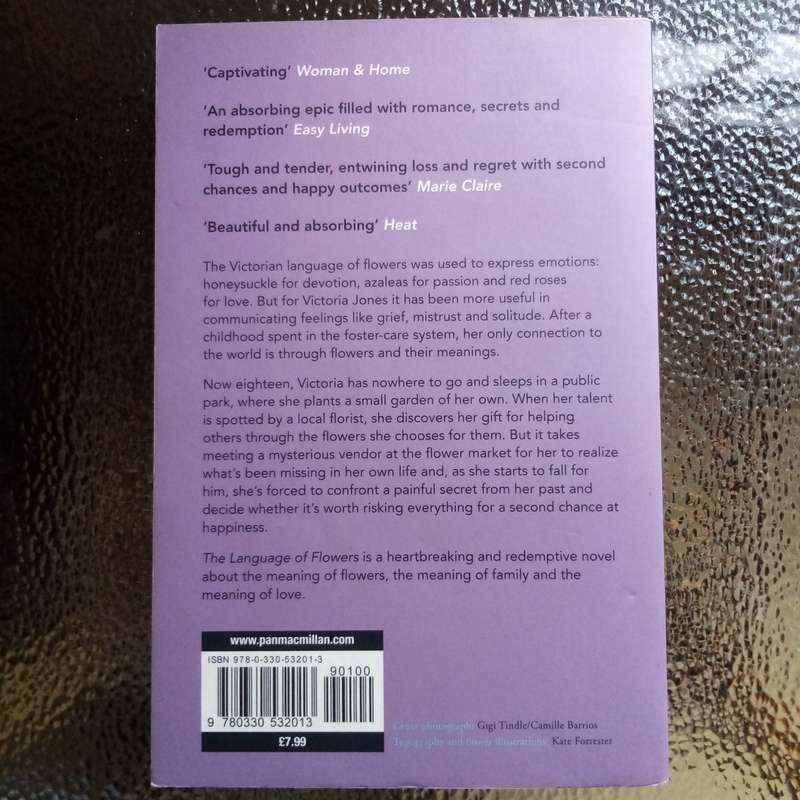 ‘Captivating’ Woman & Home
‘An absorbing epic filled with romance, secrets and
redemption’ Easy Living
‘Tough and tender, entwining loss and regret with second
chances and happy outcomes’ Marie Claire
‘Beautiful and absorbing’ Heat
The Victorian language of flowers was used to express emotions:
honeysuckle for devotion, azaleas for passion and red roses
for love. But for Victoria Jones it has been more useful in
communicating feelings like grief, mistrust and solitude. After a
childhood spent in the foster-care system, her only connection to
the world is through flowers and their meanings.
Now eighteen, Victoria has nowhere to go and sleeps in a public
park, where she plants a small garden of her own. When her talent
is spotted by a local florist, she discovers her gift for helping
others through the flowers she chooses for them. But it takes
meeting a mysterious vendor at the flower market for her to realize
what’s been missing in her own life and, as she starts to fall for
him, she’s forced to confront a painful secret from her past and
decide whether it’s worth risking everything for a second chance at
happiness.
The Language of Flowers is a heartbreaking and redemptive novel
about the meaning of flowers, the meaning of family and the
meaning of love.
www.panmacmillan.com
ISBN 978-0-330-53201-3
90100
9 780330 532013
£7.99
Cover photograph: Gigi Tindle/Camille Barrios
Typography and flower illustrations: Kate Forrester